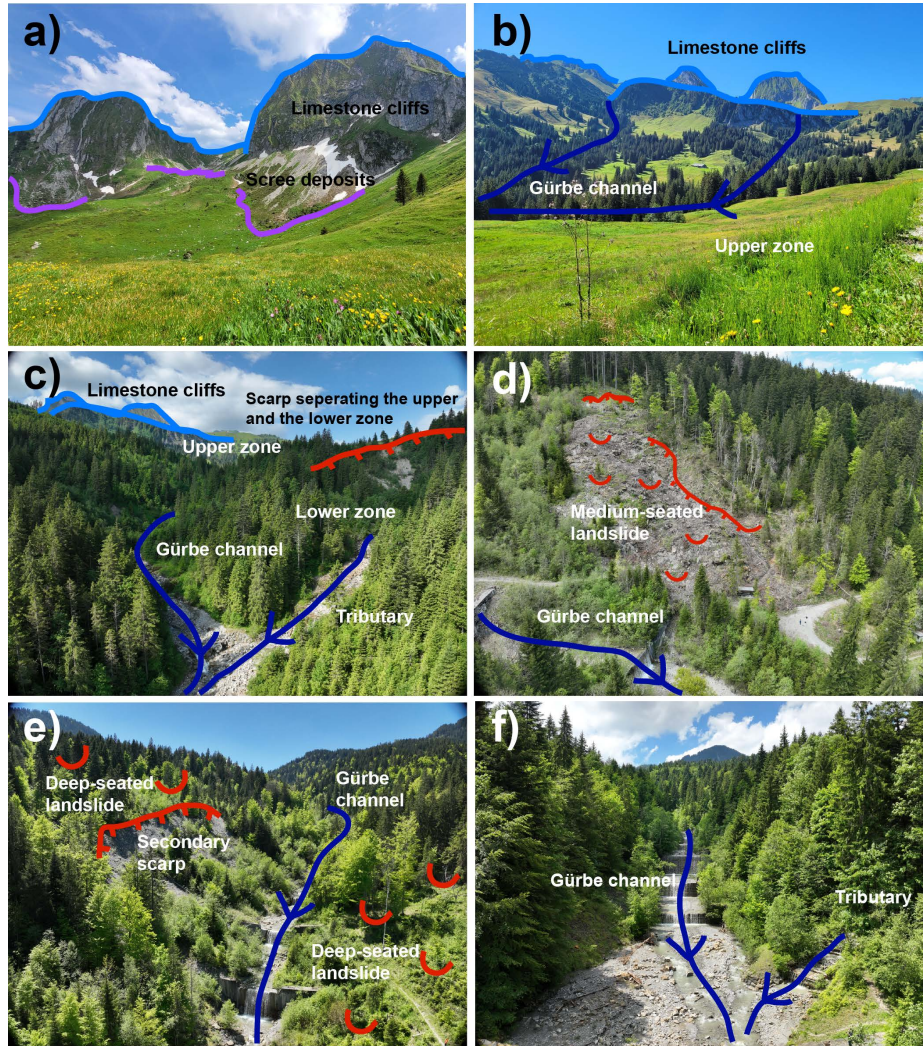 a)
Limestone cliffs
Scree deposits
b)
Limestone cliffs
Gürbe channel
Upper zone
c)
Limestone cliffs
Scarp seperating the upper
and the lower zone
Upper zone
Lower zone
Gürbe channel
Tributary
d)
Medium-seated
landslide
Gürbe channel
e)
Deep-seated
landslide
Gürbe
channel
Secondary
scarp
Deep-seated
landslide
f)
Gürbe channel
Tributary